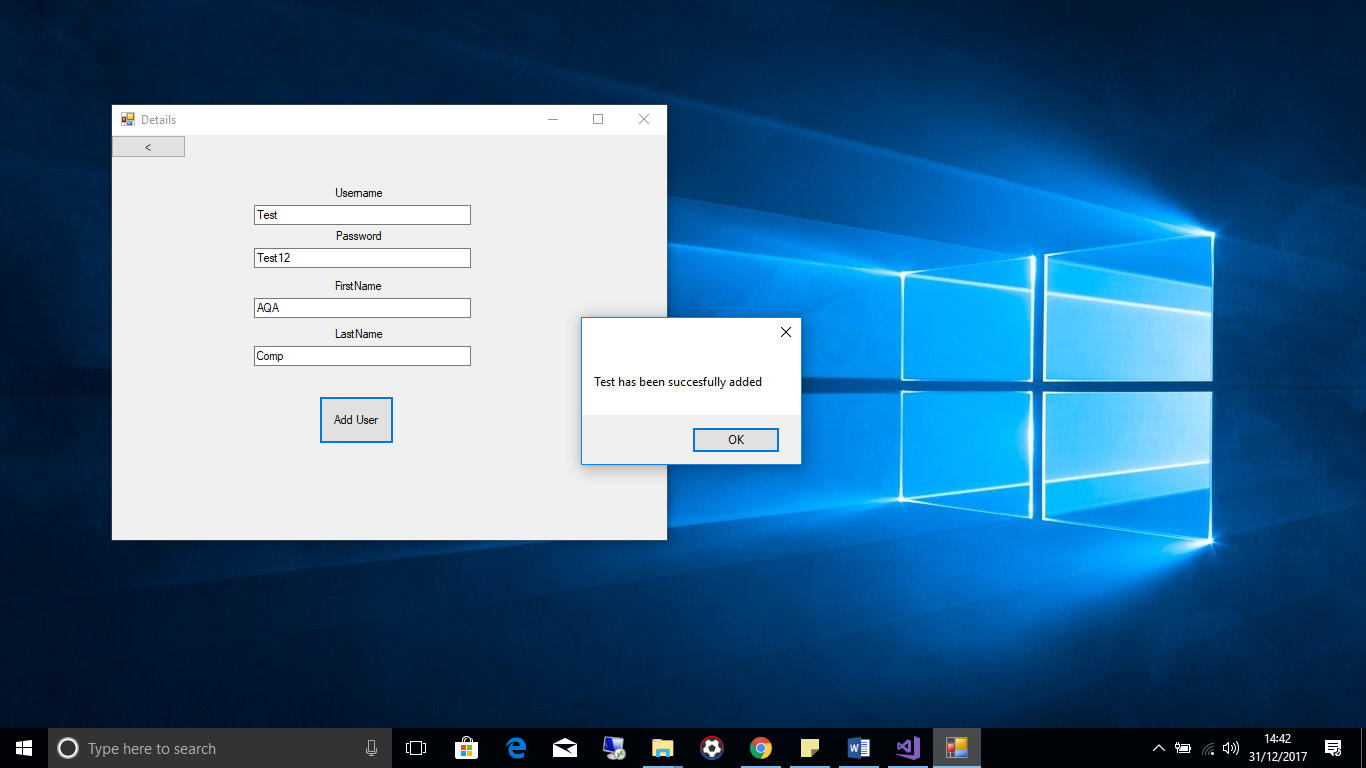 Details
<
Username
Test
Password
Test12
FirstName
AQA
LastName
Comp
Add User
Test has been succesfully added
OK
Type here to search
14:42
31/12/2017